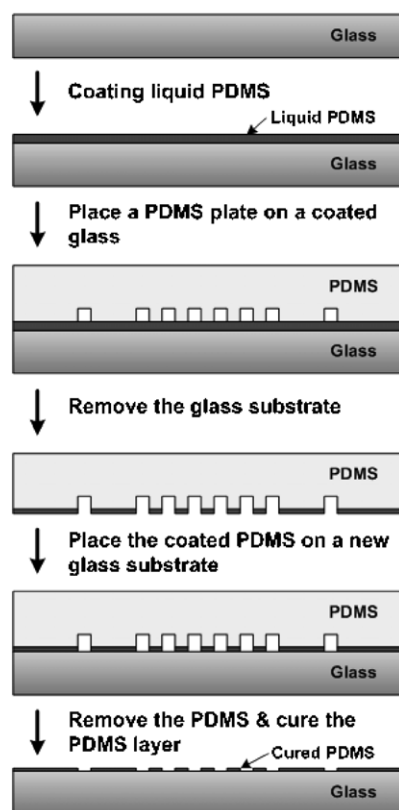 Glass
Coating liquid PDMS
Liquid PDMS
Glass
Place a PDMS plate on a coated
glass
PDMS
Glass
Remove the glass substrate
PDMS
Place the coated PDMS on a new
glass substrate
PDMS
Glass
Remove the PDMS & cure the
PDMS layer
Cured PDMS
Glass